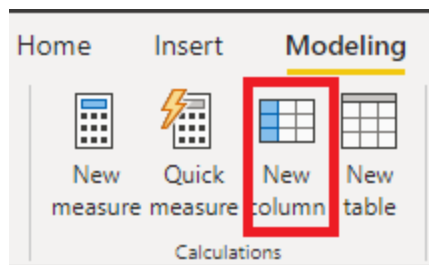 Home Insert Modeling
New Quick New New
measure measure column table
Calculations